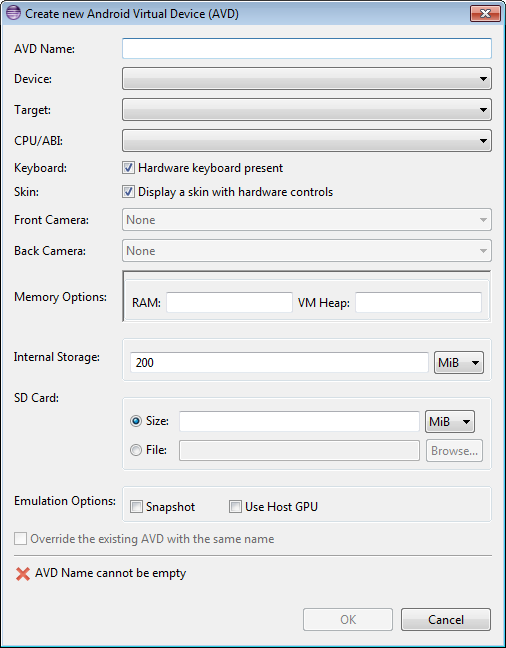 Create new Android Virtual Device (AVD)
AVD Name:
Device:
Target:
CPU/ABI:
Keyboard: Hardware keyboard present
Skin: Display a skin with hardware controls
Front Camera: None
Back Camera: None
Memory Options: RAM: VM Heap:
Internal Storage: 200 MiB
SD Card:
Size: MiB
File: Browse...
Emulation Options: Snapshot Use Host GPU
Override the existing AVD with the same name
AVD Name cannot be empty
OK Cancel